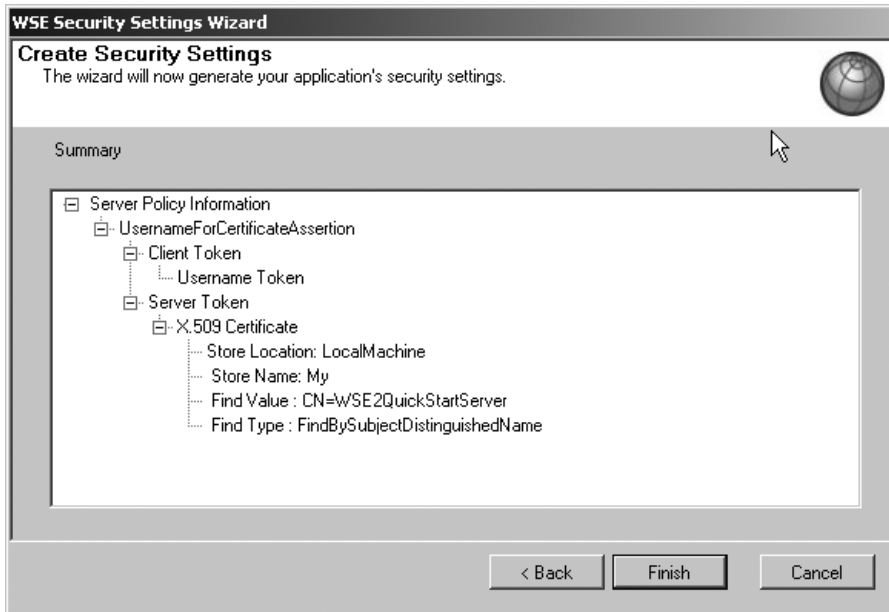 WSE Security Settings Wizard
Create Security Settings
The wizard will now generate your application's security settings.
Summary
Server Policy Information
UsernameForCertificateAssertion
Client Token
Username Token
Server Token
X.509 Certificate
Store Location: LocalMachine
Store Name: My
Find Value : CN=WSE2QuickStartServer
Find Type : FindBySubjectDistinguishedName
< Back
Finish
Cancel